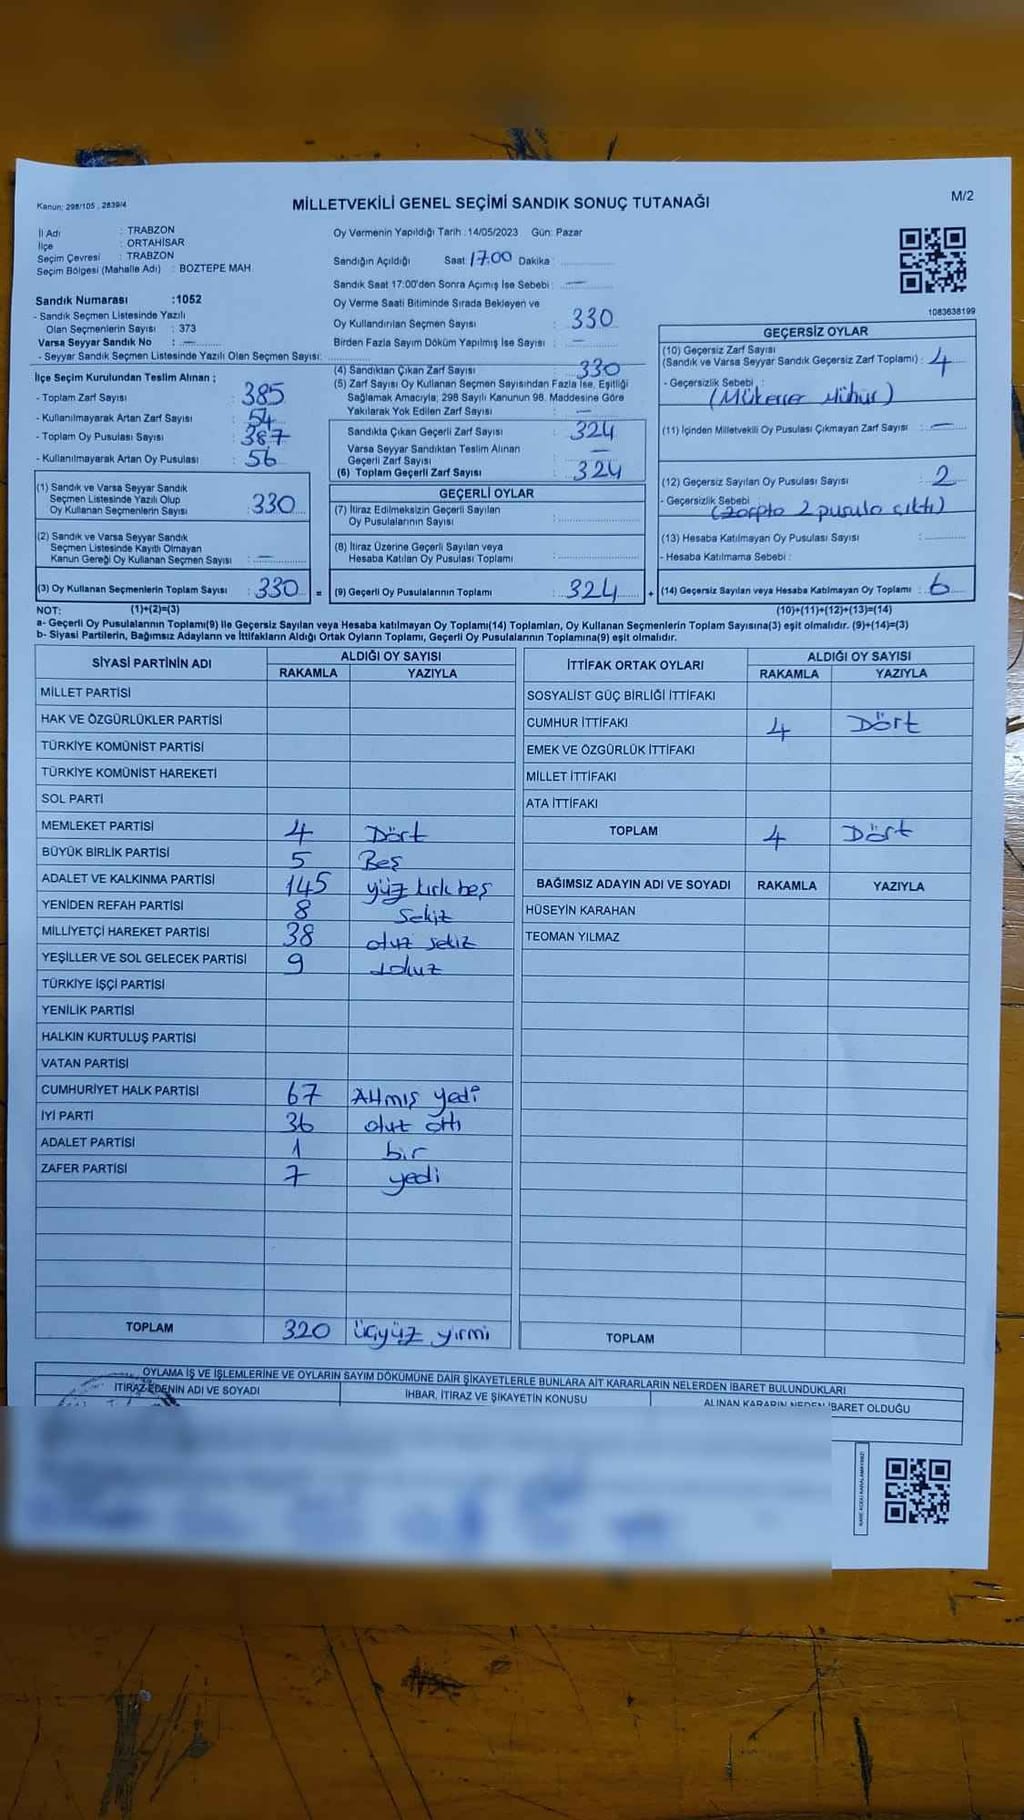 Kanun: 298/105 , 2839/4
MİLLETVEKİLİ GENEL SEÇİMİ SANDIK SONUÇ TUTANAĞI
M/2
İl Adı : TRABZON
İlçe : ORTAHİSAR
Seçim Çevresi : TRABZON
Seçim Bölgesi (Mahalle Adı) : BOZTEPE MAH.
Sandık Numarası :1052
- Sandık Seçmen Listesinde Yazılı
Olan Seçmenlerin Sayısı : 373
Varsa Seyyar Sandık No : —
- Seyyar Sandık Seçmen Listesinde Yazılı Olan Seçmen Sayısı:
Oy Vermenin Yapıldığı Tarih :14/05/2023 Gün: Pazar
Sandığın Açıldığı Saat 17:00 Dakika :
Sandık Saat 17:00'den Sonra Açımış İse Sebebi : —
Oy Verme Saati Bitiminde Sırada Bekleyen ve
Oy Kullandırılan Seçmen Sayısı : 330
Birden Fazla Sayım Döküm Yapılmış İse Sayısı : —
1083638199
İlçe Seçim Kurulundan Teslim Alınan ;
- Toplam Zarf Sayısı : 385
- Kullanılmayarak Artan Zarf Sayısı : 54
- Toplam Oy Pusulası Sayısı : 387
- Kullanılmayarak Artan Oy Pusulası : 56
(4) Sandıktan Çıkan Zarf Sayısı : 330
(5) Zarf Sayısı Oy Kullanan Seçmen Sayısından Fazla İse, Eşitliği
Sağlamak Amacıyla, 298 Sayılı Kanunun 98. Maddesine Göre
Yakılarak Yok Edilen Zarf Sayısı : —
Sandıkta Çıkan Geçerli Zarf Sayısı : 324
Varsa Seyyar Sandıktan Teslim Alınan
Geçerli Zarf Sayısı : —
(6) Toplam Geçerli Zarf Sayısı : 324
GEÇERSİZ OYLAR
(10) Geçersiz Zarf Sayısı
(Sandık ve Varsa Seyyar Sandık Geçersiz Zarf Toplamı) : 4
- Geçersizlik Sebebi :
(Mükerrer Mühür)
(11) İçinden Milletvekili Oy Pusulası Çıkmayan Zarf Sayısı : —
(12) Geçersiz Sayılan Oy Pusulası Sayısı : 2
- Geçersizlik Sebebi
(Zarfta 2 pusula çıktı)
(13) Hesaba Katılmayan Oy Pusulası Sayısı :
- Hesaba Katılmama Sebebi :
(14) Geçersiz Sayılan veya Hesaba Katılmayan Oy Toplamı : 6
(1) Sandık ve Varsa Seyyar Sandık
Seçmen Listesinde Yazılı Olup
Oy Kullanan Seçmenlerin Sayısı : 330
(2) Sandık ve Varsa Seyyar Sandık
Seçmen Listesinde Kayıtlı Olmayan
Kanun Gereği Oy Kullanan Seçmen Sayısı : —
(3) Oy Kullanan Seçmenlerin Toplam Sayısı : 330 =
GEÇERLİ OYLAR
(7) İtiraz Edilmeksizin Geçerli Sayılan
Oy Pusulalarının Sayısı :
(8) İtiraz Üzerine Geçerli Sayılan veya
Hesaba Katılan Oy Pusulası Toplamı :
(9) Geçerli Oy Pusulalarının Toplamı : 324 +
NOT: (1)+(2)=(3) (10)+(11)+(12)+(13)=(14)
a- Geçerli Oy Pusulalarının Toplamı(9) ile Geçersiz Sayılan veya Hesaba katılmayan Oy Toplamı(14) Toplamları, Oy Kullanan Seçmenlerin Toplam Sayısına(3) eşit olmalıdır. (9)+(14)=(3)
b- Siyasi Partilerin, Bağımsız Adayların ve İttifakların Aldığı Ortak Oyların Toplamı, Geçerli Oy Pusulalarının Toplamına(9) eşit olmalıdır.
SİYASİ PARTİNİN ADI ALDIĞI OY SAYISI
RAKAMLA YAZIYLA
MİLLET PARTİSİ
HAK VE ÖZGÜRLÜKLER PARTİSİ
TÜRKİYE KOMÜNİST PARTİSİ
TÜRKİYE KOMÜNİST HAREKETİ
SOL PARTİ
MEMLEKET PARTİSİ 4 Dört
BÜYÜK BİRLİK PARTİSİ 5 Beş
ADALET VE KALKINMA PARTİSİ 145 yüz kırk beş
YENİDEN REFAH PARTİSİ 8 Sekiz
MİLLİYETÇİ HAREKET PARTİSİ 38 otuz sekiz
YEŞİLLER VE SOL GELECEK PARTİSİ 9 dokuz
TÜRKİYE İŞÇİ PARTİSİ
YENİLİK PARTİSİ
HALKIN KURTULUŞ PARTİSİ
VATAN PARTİSİ
CUMHURİYET HALK PARTİSİ 67 Altmış yedi
İYİ PARTİ 36 otuz altı
ADALET PARTİSİ 1 bir
ZAFER PARTİSİ 7 yedi
TOPLAM 320 üçyüz yirmi
İTTİFAK ORTAK OYLARI ALDIĞI OY SAYISI
RAKAMLA YAZIYLA
SOSYALİST GÜÇ BİRLİĞİ İTTİFAKI
CUMHUR İTTİFAKI 4 Dört
EMEK VE ÖZGÜRLÜK İTTİFAKI
MİLLET İTTİFAKI
ATA İTTİFAKI
TOPLAM 4 Dört
BAĞIMSIZ ADAYIN ADI VE SOYADI RAKAMLA YAZIYLA
HÜSEYİN KARAHAN
TEOMAN YILMAZ
TOPLAM
OYLAMA İŞ VE İŞLEMLERİNE VE OYLARIN SAYIM DÖKÜMÜNE DAİR ŞİKAYETLERLE BUNLARA AİT KARARLARIN NELERDEN İBARET BULUNDUKLARI
İTİRAZ EDENİN ADI VE SOYADI İHBAR, İTİRAZ VE ŞİKAYETİN KONUSU ALINAN KARARIN NEDEN İBARET OLDUĞU